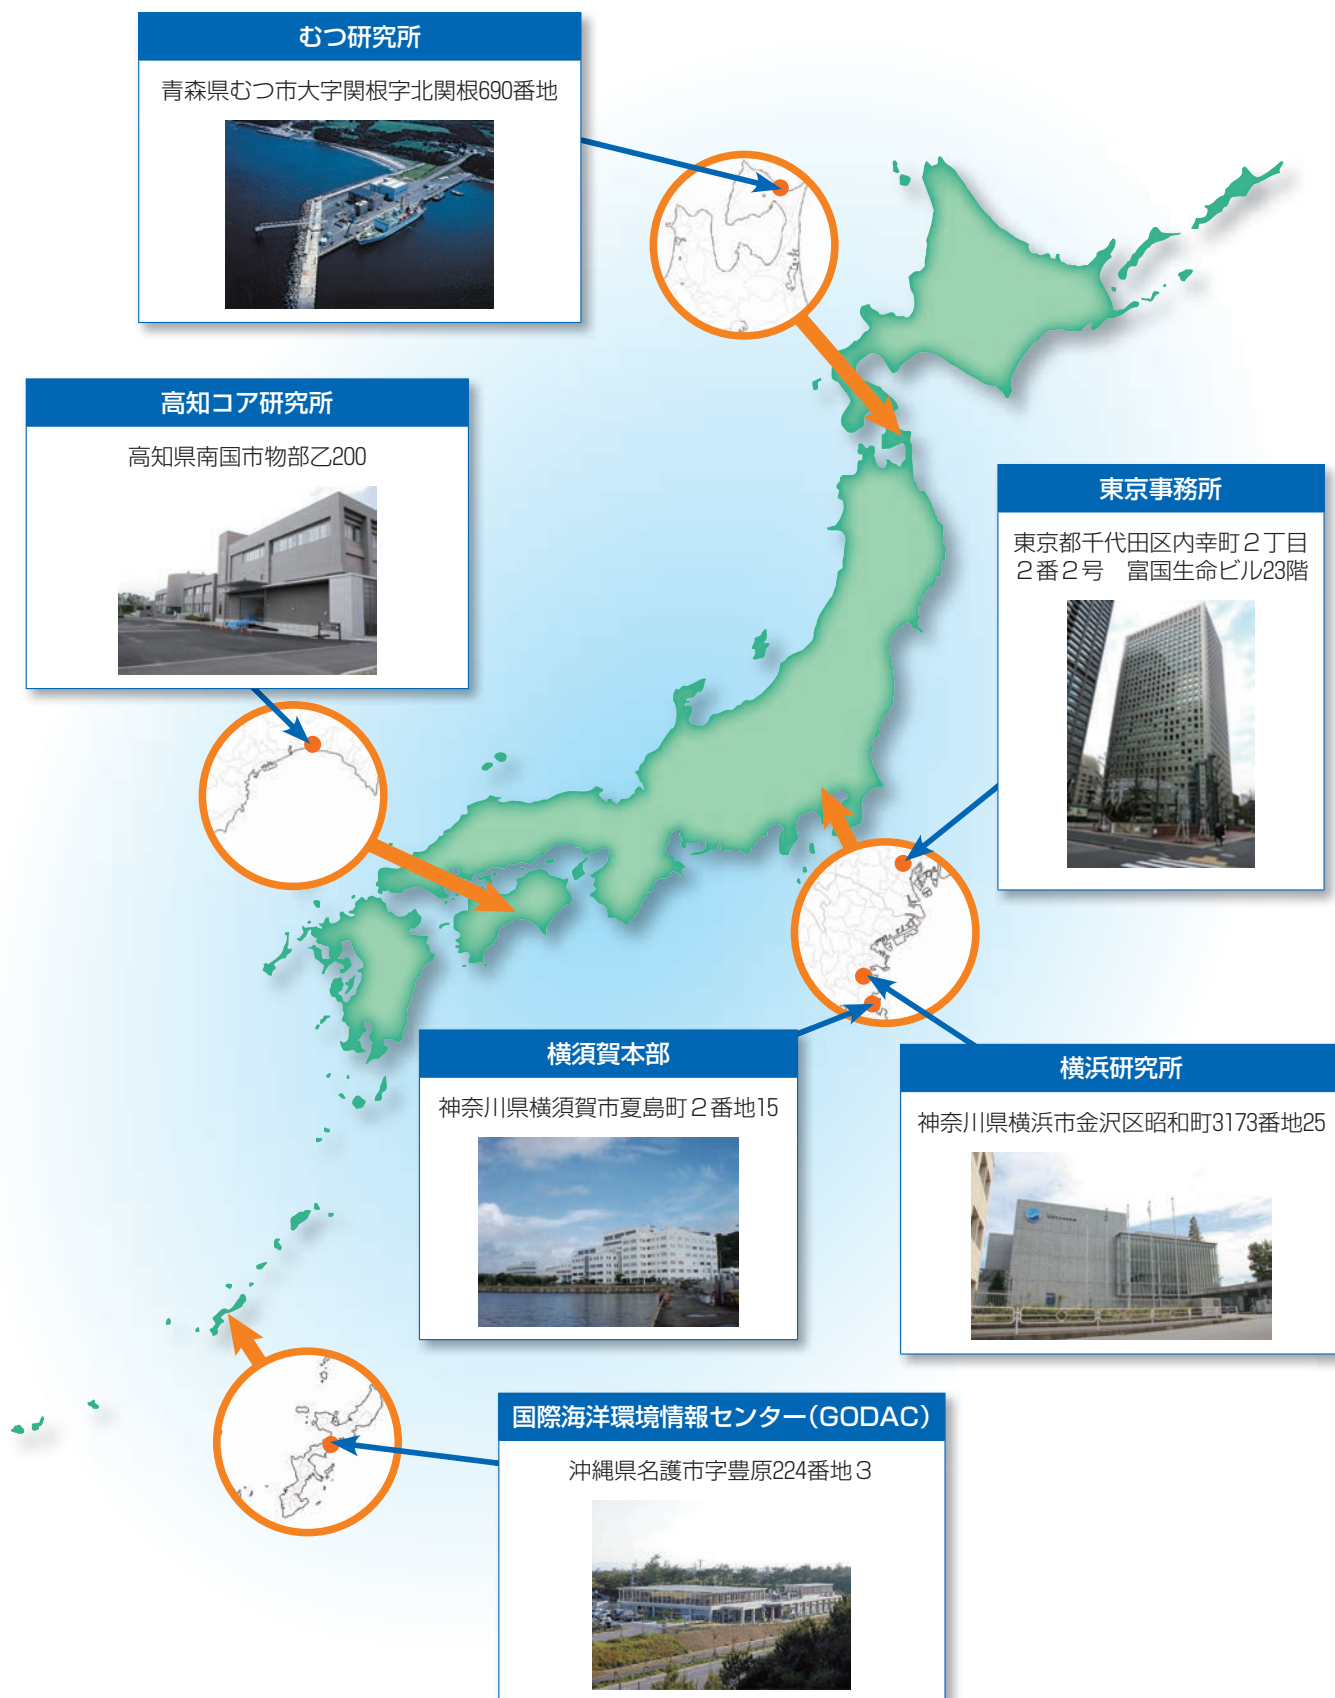 むつ研究所
青森県むつ市大字関根字北関根690番地
高知コア研究所
高知県南国市物部乙200
東京事務所
東京都千代田区内幸町２丁目
２番２号　富国生命ビル23階
横須賀本部
神奈川県横須賀市夏島町２番地15
横浜研究所
神奈川県横浜市金沢区昭和町3173番地25
国際海洋環境情報センター(GODAC)
沖縄県名護市字豊原224番地３